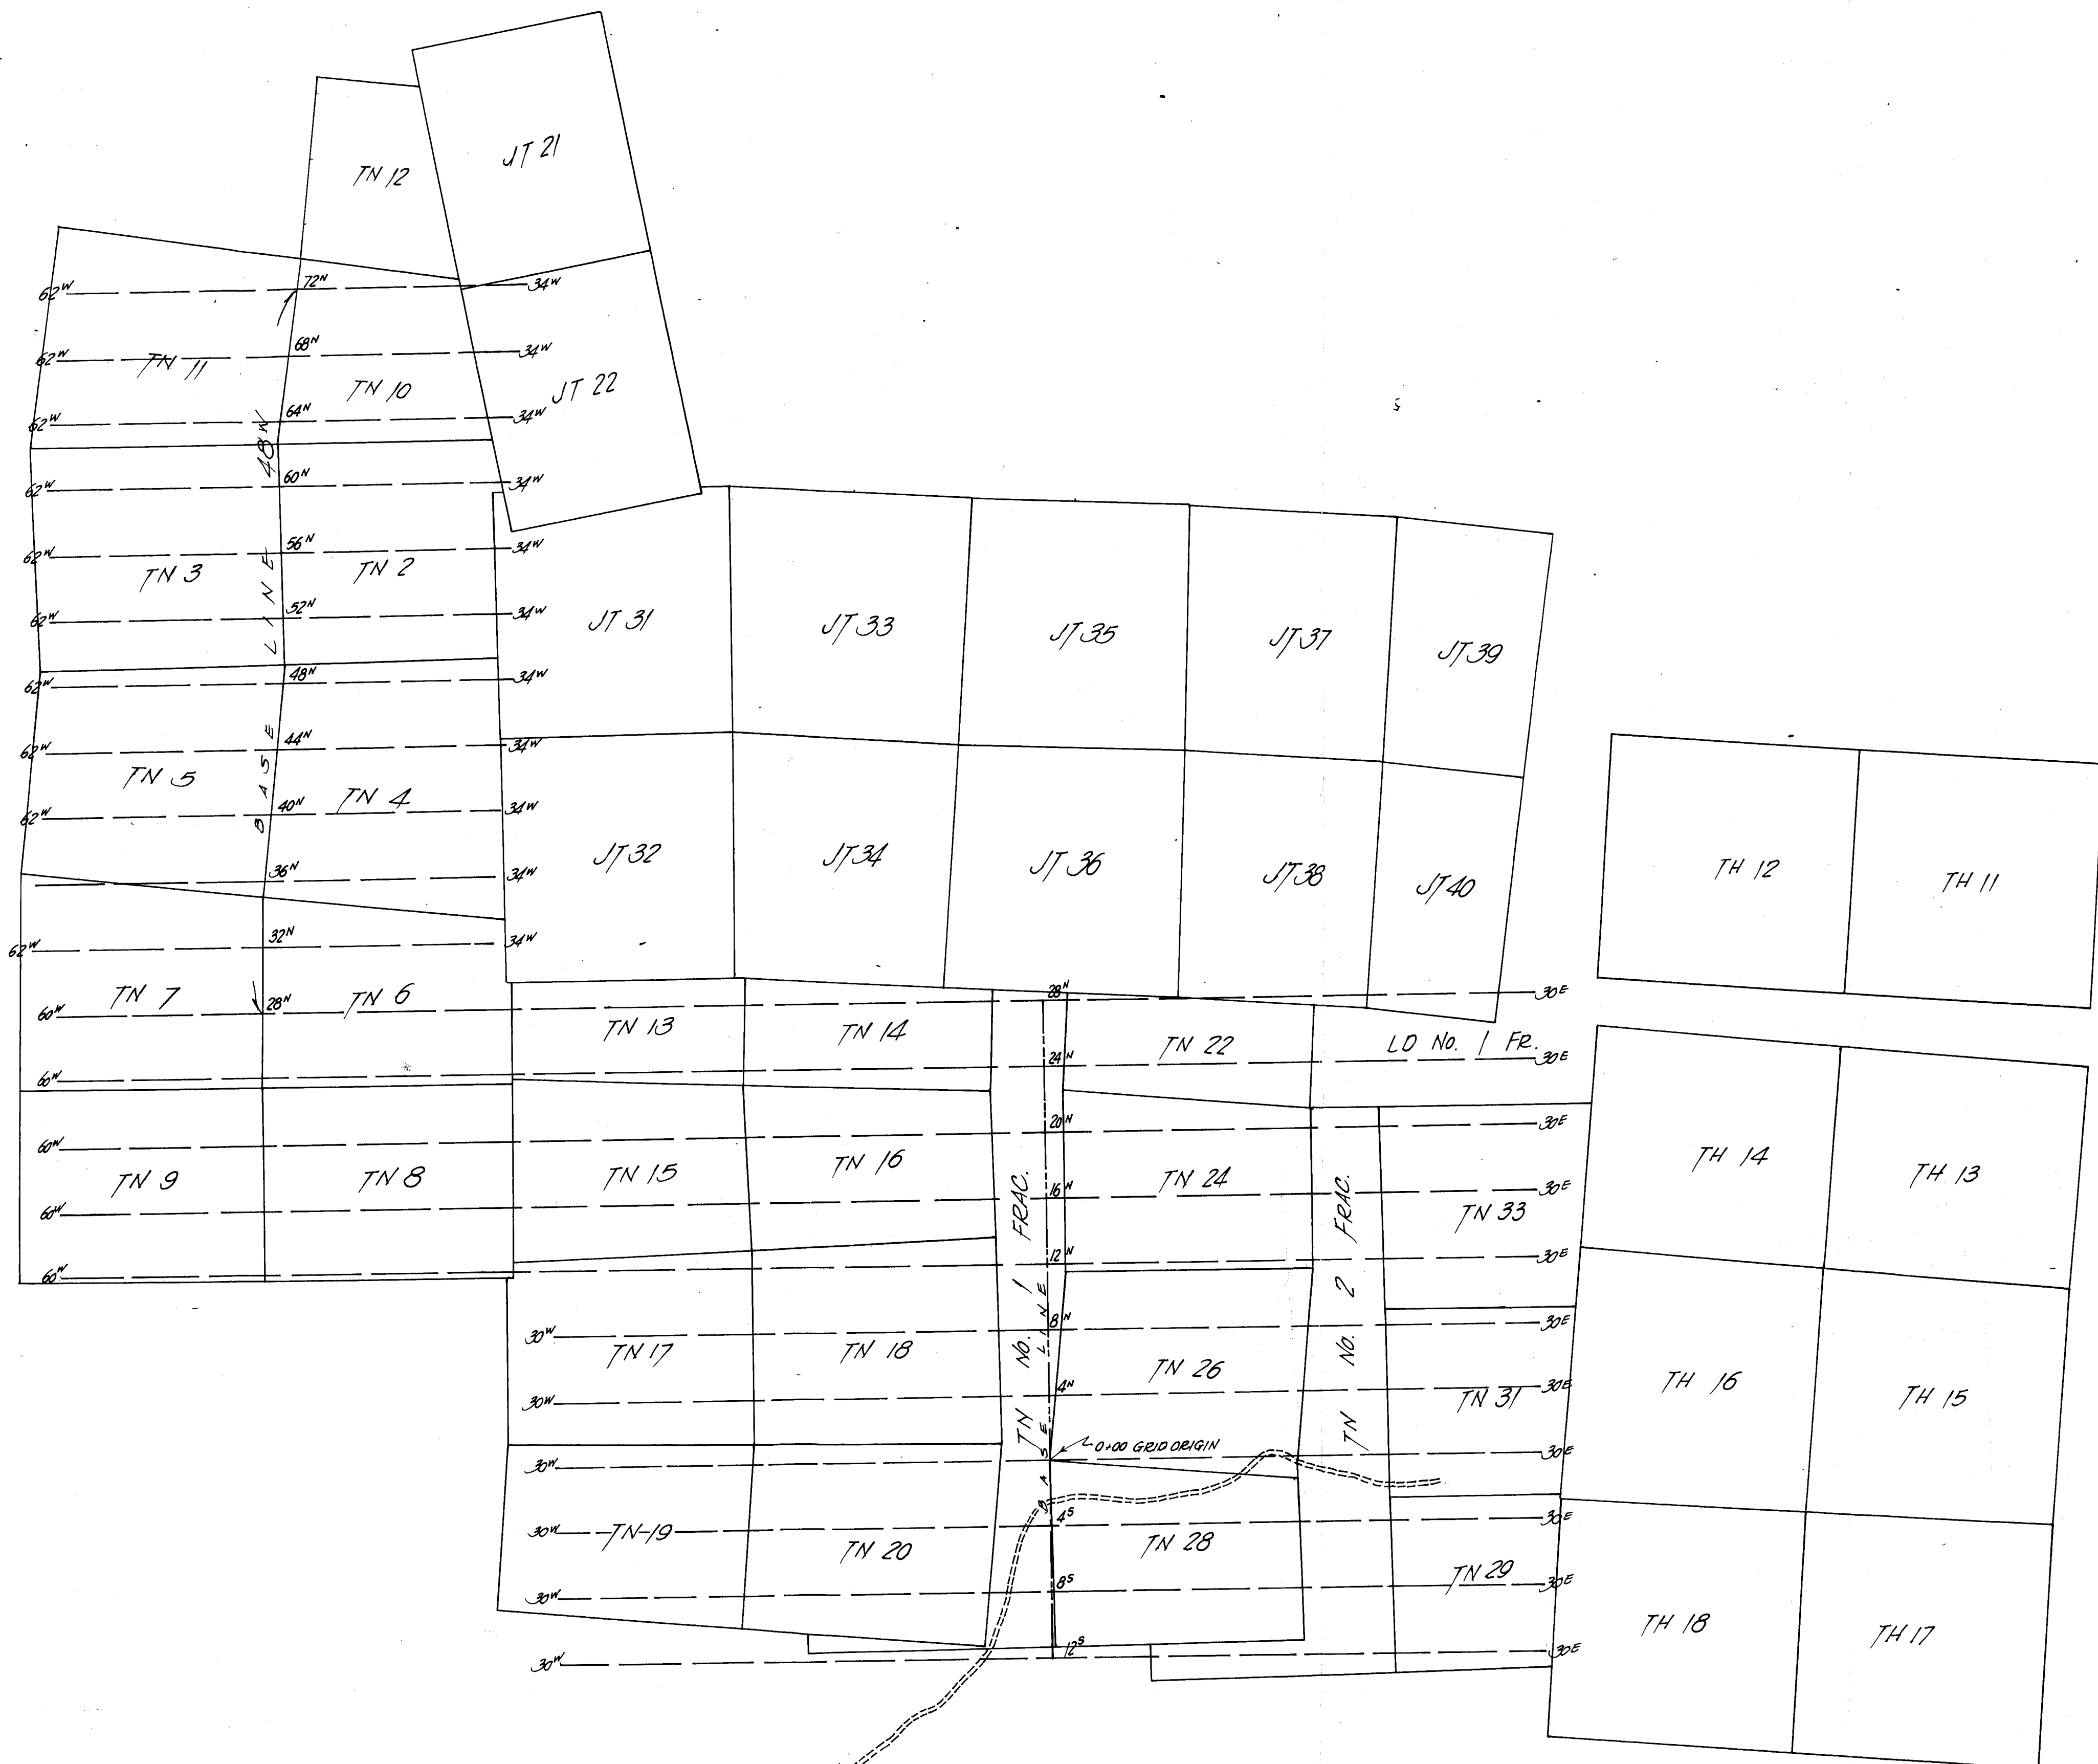 JT 21
TN 12
62W 72N 34W
62W 68N 34W
TN 11
TN 10
JT 22
62W 64N 34W
48W
62W 60N 34W
62W 56N 34W
TN 3
TN 2
62W 52N 34W
JT 31
JT 33
JT 35
JT 37
JT 39
BASE LINE
62W 48N 34W
62W 44N 34W
TN 5
TN 4
62W 40N 34W
JT 32
JT 34
JT 36
JT 38
JT 40
TH 12
TH 11
36N 34W
62W 32N 34W
TN 7
TN 6
60W 28N 28N 30E
TN 13
TN 14
TN 22
LD No. 1 FR.
60W 24N 30E
60W 20N 30E
TN 9
TN 8
TN 15
TN 16
TN 24
TH 14
TH 13
60W 16N 30E
TN 33
60W 12N 30E
TN No. 1 FRAC.
BASE LINE
TN No. 2 FRAC.
30W 8N 30E
TN 17
TN 18
TN 26
TH 16
TH 15
30W 4N 30E
TN 31
0+00 GRID ORIGIN
30W 30E
30W 4S 30E
TN 19
TN 20
TN 28
TN 29
30W 8S 30E
TH 18
TH 17
30W 12S 30E